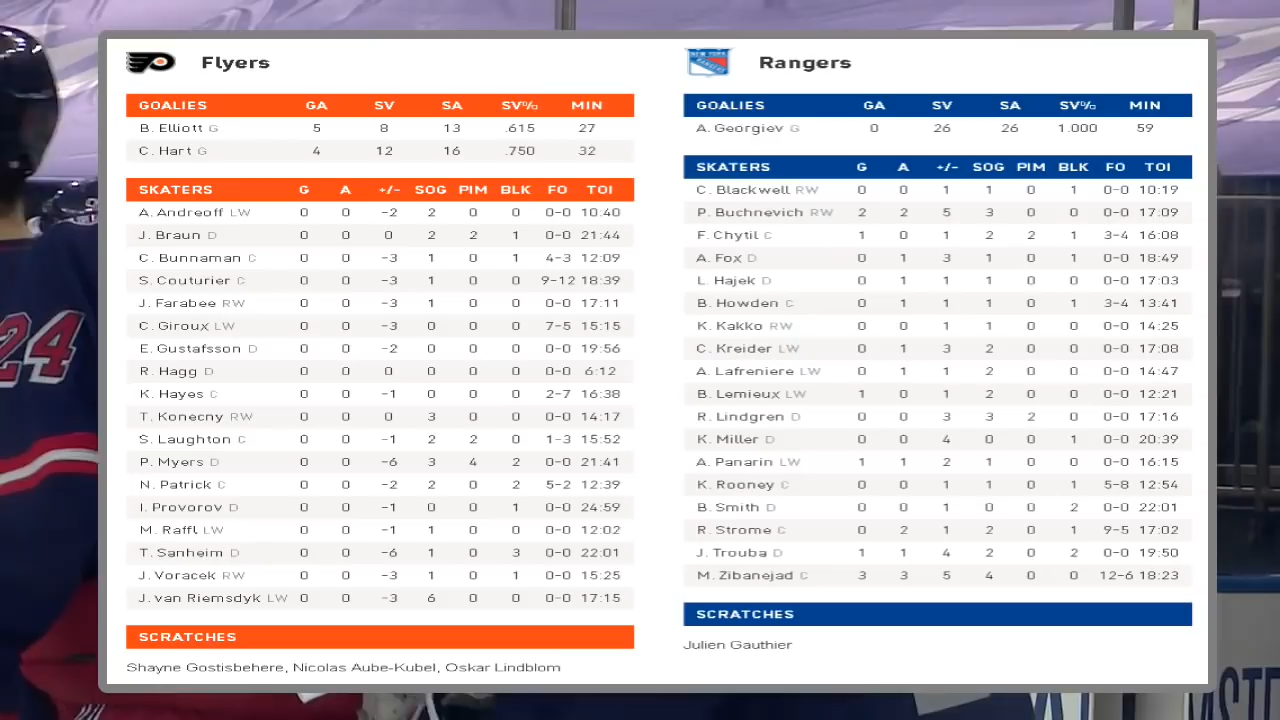 Flyers
GOALIES GA SV SA SV% MIN
B. Elliott G 5 8 13 .615 27
C. Hart G 4 12 16 .750 32
SKATERS G A +/- SOG PIM BLK FO TOI
A. Andreoff LW 0 0 -2 2 0 0 0-0 10:40
J. Braun D 0 0 0 2 2 1 0-0 21:44
C. Bunnaman C 0 0 -3 1 0 1 4-3 12:09
S. Couturier C 0 0 -3 1 0 0 9-12 18:39
J. Farabee RW 0 0 -3 1 0 0 0-0 17:11
C. Giroux LW 0 0 -3 0 0 0 7-5 15:15
E. Gustafsson D 0 0 -2 0 0 0 0-0 19:56
R. Hagg D 0 0 0 0 0 0 0-0 6:12
K. Hayes C 0 0 -1 0 0 0 2-7 16:38
T. Konecny RW 0 0 0 3 0 0 0-0 14:17
S. Laughton C 0 0 -1 2 2 0 1-3 15:52
P. Myers D 0 0 -6 3 4 2 0-0 21:41
N. Patrick C 0 0 -2 2 0 2 5-2 12:39
I. Provorov D 0 0 -1 0 0 1 0-0 24:59
M. Raffl LW 0 0 -1 1 0 0 0-0 12:02
T. Sanheim D 0 0 -6 1 0 3 0-0 22:01
J. Voracek RW 0 0 -3 1 0 1 0-0 15:25
J. van Riemsdyk LW 0 0 -3 6 0 0 0-0 17:15
SCRATCHES
Shayne Gostisbehere, Nicolas Aube-Kubel, Oskar Lindblom
NEW YORK
RANGERS
Rangers
GOALIES GA SV SA SV% MIN
A. Georgiev G 0 26 26 1.000 59
SKATERS G A +/- SOG PIM BLK FO TOI
C. Blackwell RW 0 0 1 1 0 1 0-0 10:19
P. Buchnevich RW 2 2 5 3 0 0 0-0 17:09
F. Chytil C 1 0 1 2 2 1 3-4 16:08
A. Fox D 0 1 3 1 0 1 0-0 18:49
L. Hajek D 0 1 1 1 0 0 0-0 17:03
B. Howden C 0 1 1 1 0 1 3-4 13:41
K. Kakko RW 0 0 1 1 0 0 0-0 14:25
C. Kreider LW 0 1 3 2 0 0 0-0 17:08
A. Lafreniere LW 0 1 1 2 0 0 0-0 14:47
B. Lemieux LW 1 0 1 2 0 0 0-0 12:21
R. Lindgren D 0 0 3 3 2 0 0-0 17:16
K. Miller D 0 0 4 0 0 1 0-0 20:39
A. Panarin LW 1 1 2 1 0 0 0-0 16:15
K. Rooney C 0 0 1 1 0 1 5-8 12:54
B. Smith D 0 0 1 0 0 2 0-0 22:01
R. Strome C 0 2 1 2 0 1 9-5 17:02
J. Trouba D 1 1 4 2 0 2 0-0 19:50
M. Zibanejad C 3 3 5 4 0 0 12-6 18:23
SCRATCHES
Julien Gauthier
24